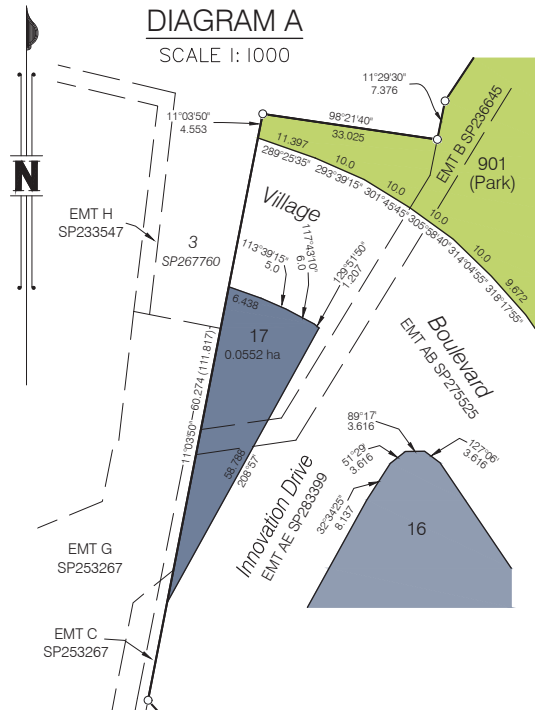 DIAGRAM A
SCALE 1: 1000
N
11°29'30"
7.376
11°03'50"
4.553
98°21'40"
33.025
EMT B SP236645
901
(Park)
11.397
10.0
10.0
10.0
10.0
9.672
289°25'35"
293°39'15"
301°45'45"
305°58'40"
314°04'55"
318°17'55"
Village
Boulevard
EMT AB SP275525
EMT H
SP233547
3
SP267760
113°39'15"
5.0
117°43'10"
6.0
129°51'50"
1.207
6.438
17
0.0552 ha
11°03'50"
60.274 (111.817)
58.788
208°57'
Innovation Drive
EMT AE SP283399
89°17'
3.616
51°29'
3.616
127°06'
3.616
32°34'25"
8.137
16
EMT G
SP253267
EMT C
SP253267